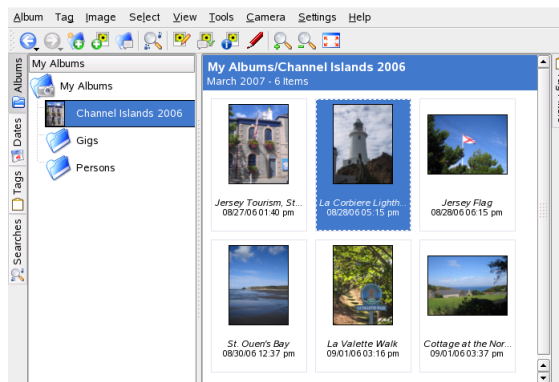 Album Tag Image Select View Tools Camera Settings Help
Albums
Dates
Tags
Searches
My Albums
My Albums
Channel Islands 2006
Gigs
Persons
My Albums/Channel Islands 2006
March 2007 - 6 Items
Jersey Tourism, St...
08/27/06 01:40 pm
La Corbiere Lighth...
08/28/06 05:15 pm
Jersey Flag
08/28/06 06:15 pm
St. Ouen's Bay
08/30/06 12:37 pm
La Valette Walk
09/01/06 03:16 pm
Cottage at the Nor...
09/01/06 03:37 pm